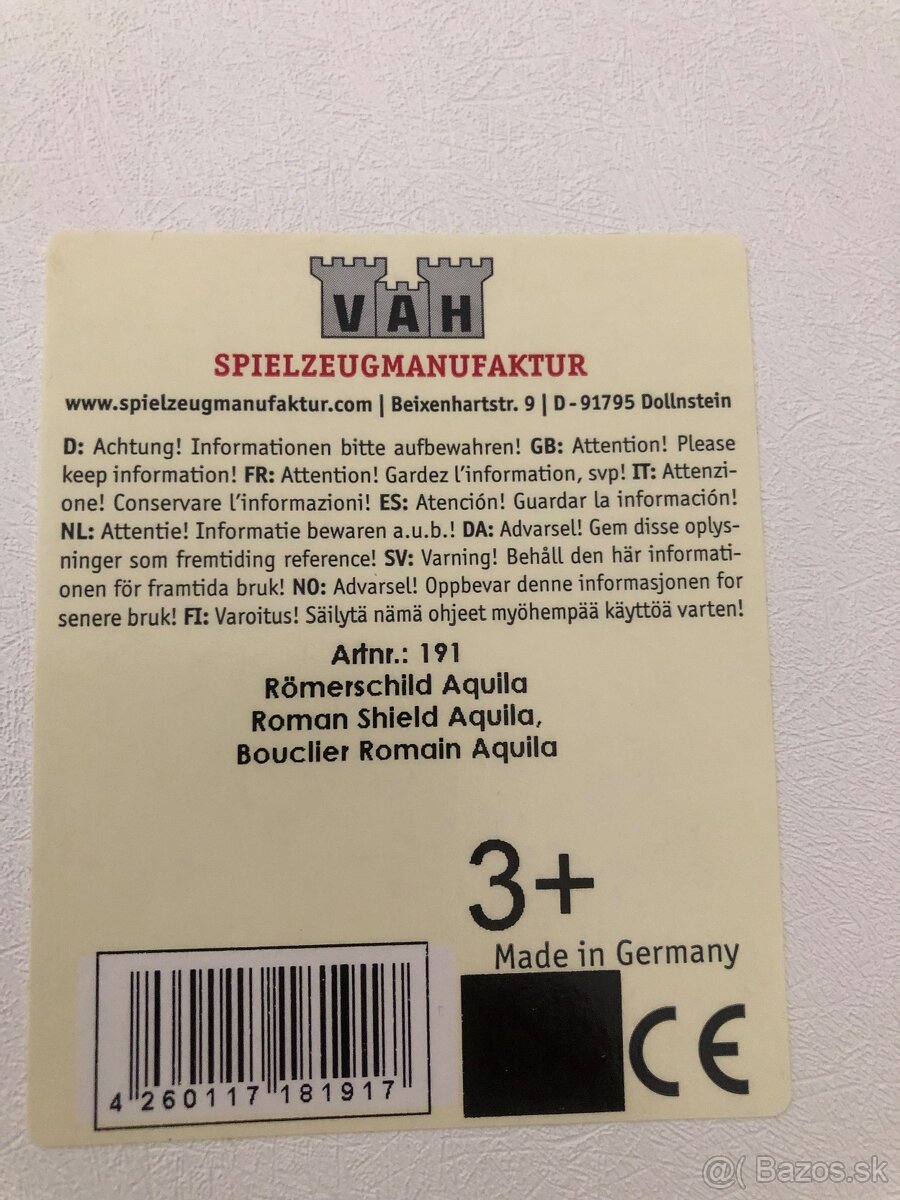 VAH
SPIELZEUGMANUFAKTUR
www.spielzeugmanufaktur.com | Beixenhartstr. 9 | D-91795 Dollnstein
D: Achtung! Informationen bitte aufbewahren! GB: Attention! Please
keep information! FR: Attention! Gardez l'information, svp! IT: Attenzi-
one! Conservare l'informazioni! ES: Atención! Guardar la información!
NL: Attentie! Informatie bewaren a.u.b.! DA: Advarsel! Gem disse oplys-
ninger som fremtiding reference! SV: Varning! Behåll den här informati-
onen för framtida bruk! NO: Advarsel! Oppbevar denne informasjonen for
senere bruk! FI: Varoitus! Säilytä nämä ohjeet myöhempää käyttöä varten!
Artnr.: 191
Römerschild Aquila
Roman Shield Aquila,
Bouclier Romain Aquila
3+
Made in Germany
CE
4 260117 181917
@( Bazos.sk